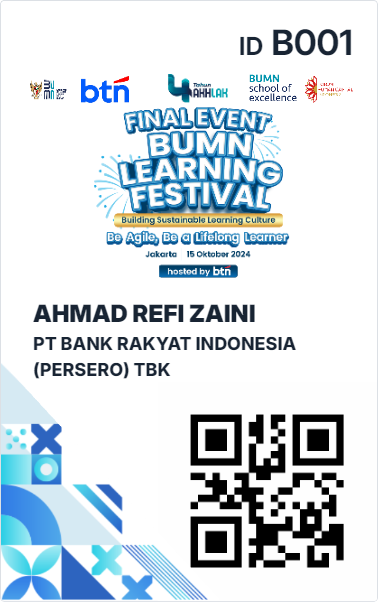 ID B001
btn
4 Tahun
AKHLAK
BUMN
school of
excellence
FINAL EVENT
BUMN
LEARNING
FESTIVAL
Building Sustainable Learning Culture
Be Agile, Be a Lifelong Learner
Jakarta 15 Oktober 2024
hosted by btn
AHMAD REFI ZAINI
PT BANK RAKYAT INDONESIA
(PERSERO) TBK